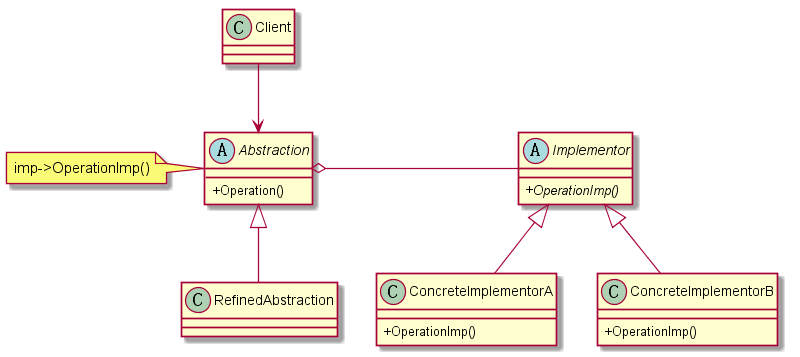 C Client
imp->OperationImp()
A Abstraction
+Operation()
A Implementor
+OperationImp()
C RefinedAbstraction
C ConcreteImplementorA
+OperationImp()
C ConcreteImplementorB
+OperationImp()